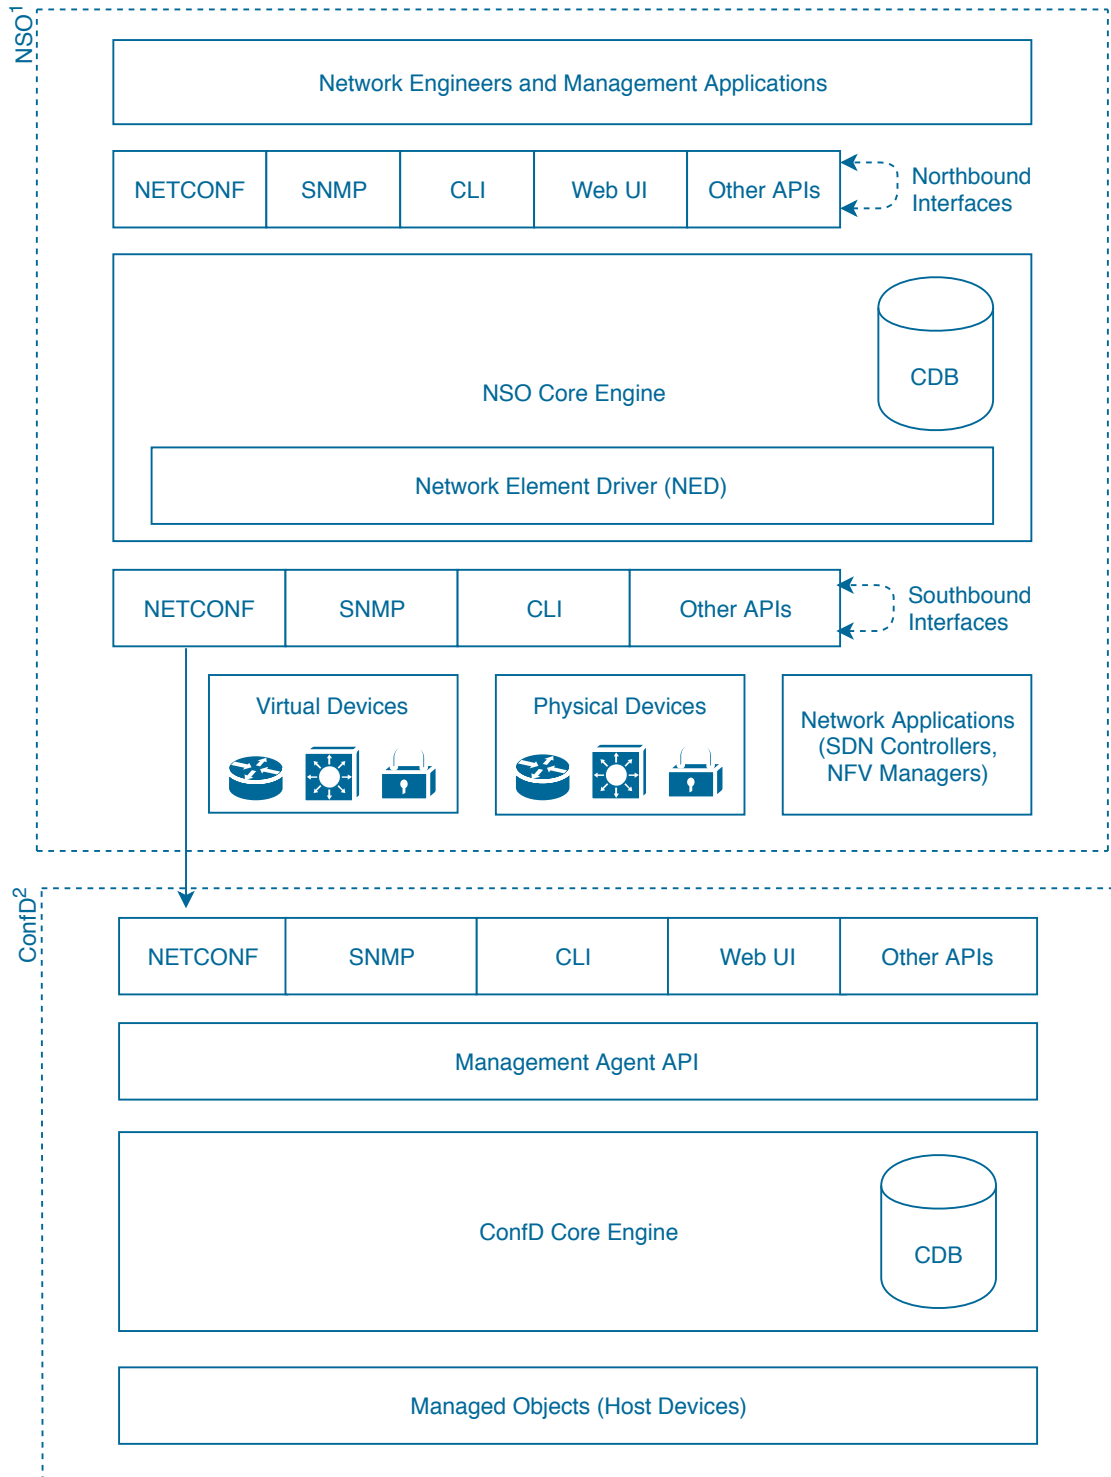 NSO1
Network Engineers and Management Applications
NETCONF
SNMP
CLI
Web UI
Other APIs
Northbound
Interfaces
CDB
NSO Core Engine
Network Element Driver (NED)
NETCONF
SNMP
CLI
Other APIs
Southbound
Interfaces
Virtual Devices
Physical Devices
Network Applications
(SDN Controllers,
NFV Managers)
ConfD2
NETCONF
SNMP
CLI
Web UI
Other APIs
Management Agent API
ConfD Core Engine
CDB
Managed Objects (Host Devices)